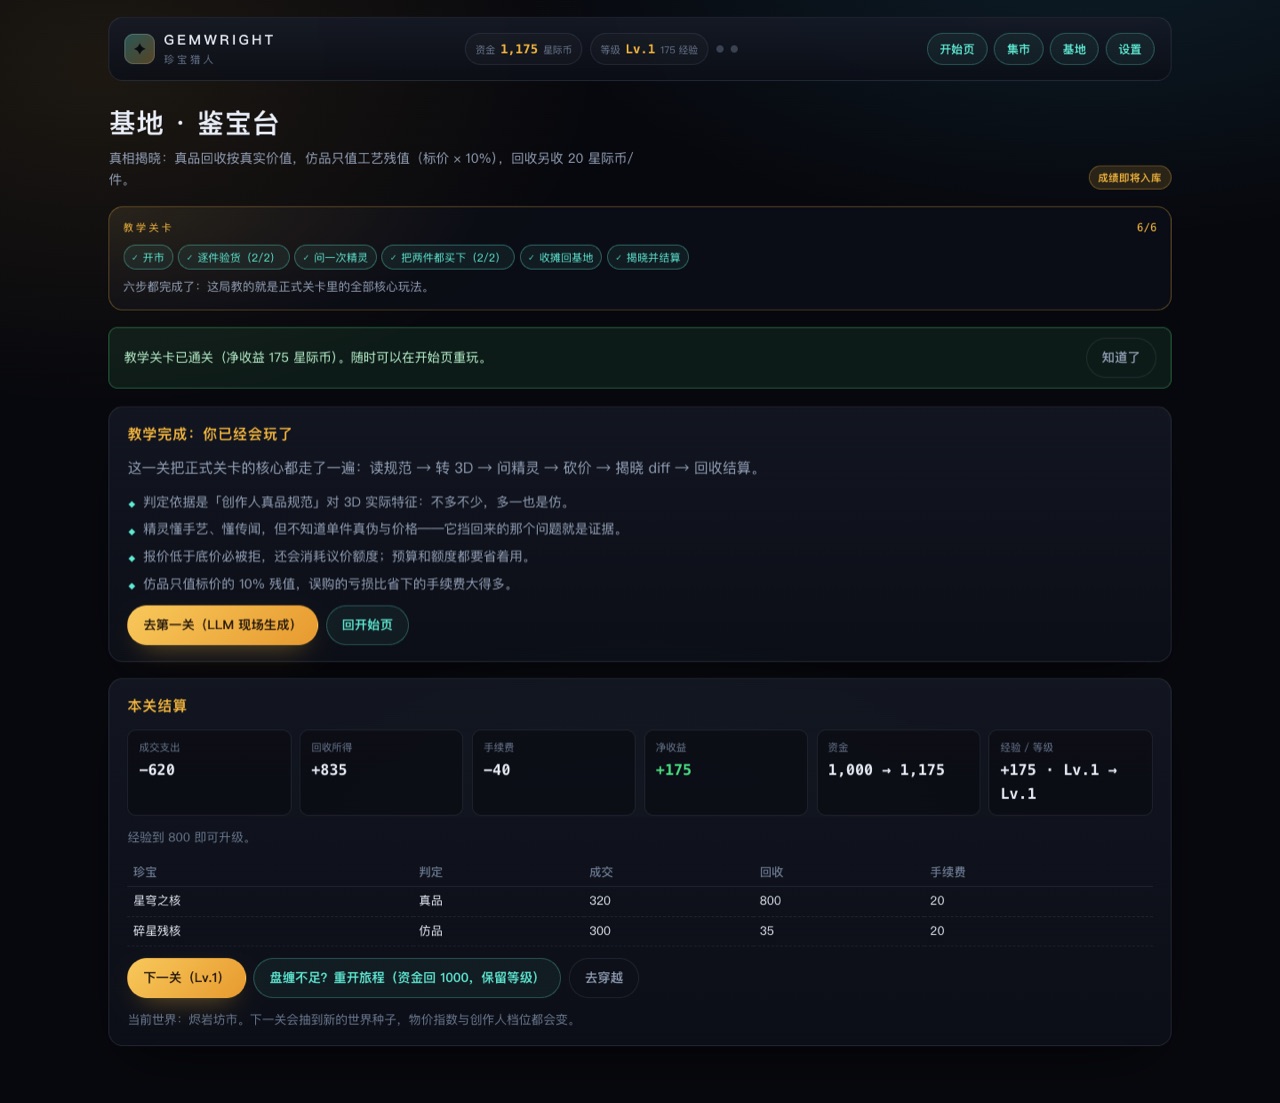 GEMWRIGHT
珍宝猎人
资金 1,175 星际币
等级 Lv.1 175 经验
开始页
集市
基地
设置
基地 · 鉴宝台
真相揭晓：真品回收按真实价值，仿品只值工艺残值（标价 × 10%），回收另收 20 星际币/
件。
成绩即将入库
教学关卡
6/6
✓ 开市
✓ 逐件验货（2/2）
✓ 问一次精灵
✓ 把两件都买下（2/2）
✓ 收摊回基地
✓ 揭晓并结算
六步都完成了：这局教的就是正式关卡里的全部核心玩法。
教学关卡已通关（净收益 175 星际币）。随时可以在开始页重玩。
知道了
教学完成：你已经会玩了
这一关把正式关卡的核心都走了一遍：读规范 → 转 3D → 问精灵 → 砍价 → 揭晓 diff → 回收结算。
判定依据是「创作人真品规范」对 3D 实际特征：不多不少，多一也是仿。
精灵懂手艺、懂传闻，但不知道单件真伪与价格——它挡回来的那个问题就是证据。
报价低于底价必被拒，还会消耗议价额度；预算和额度都要省着用。
仿品只值标价的 10% 残值，误购的亏损比省下的手续费大得多。
去第一关（LLM 现场生成）
回开始页
本关结算
成交支出
−620
回收所得
+835
手续费
−40
净收益
+175
资金
1,000 → 1,175
经验 / 等级
+175 · Lv.1 →
Lv.1
经验到 800 即可升级。
珍宝 判定 成交 回收 手续费
星穹之核 真品 320 800 20
碎星残核 仿品 300 35 20
下一关（Lv.1）
盘缠不足？重开旅程（资金回 1000，保留等级）
去穿越
当前世界：烬岩坊市。下一关会抽到新的世界种子，物价指数与创作人档位都会变。